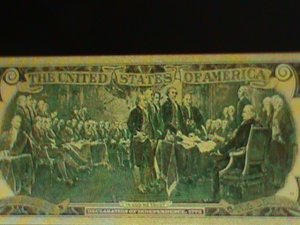 THE UNITED STATES OF AMERICA
DECLARATION OF INDEPENDENCE, 1776